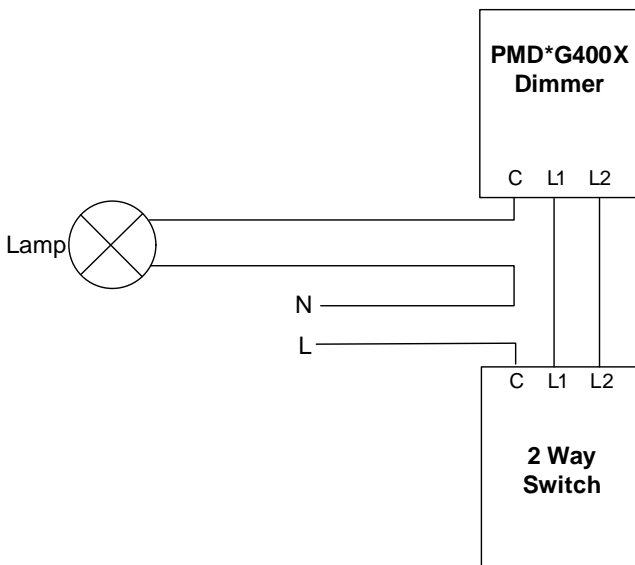 PMD*G400X
Dimmer
C L1 L2
Lamp
N
L
C L1 L2
2 Way
Switch